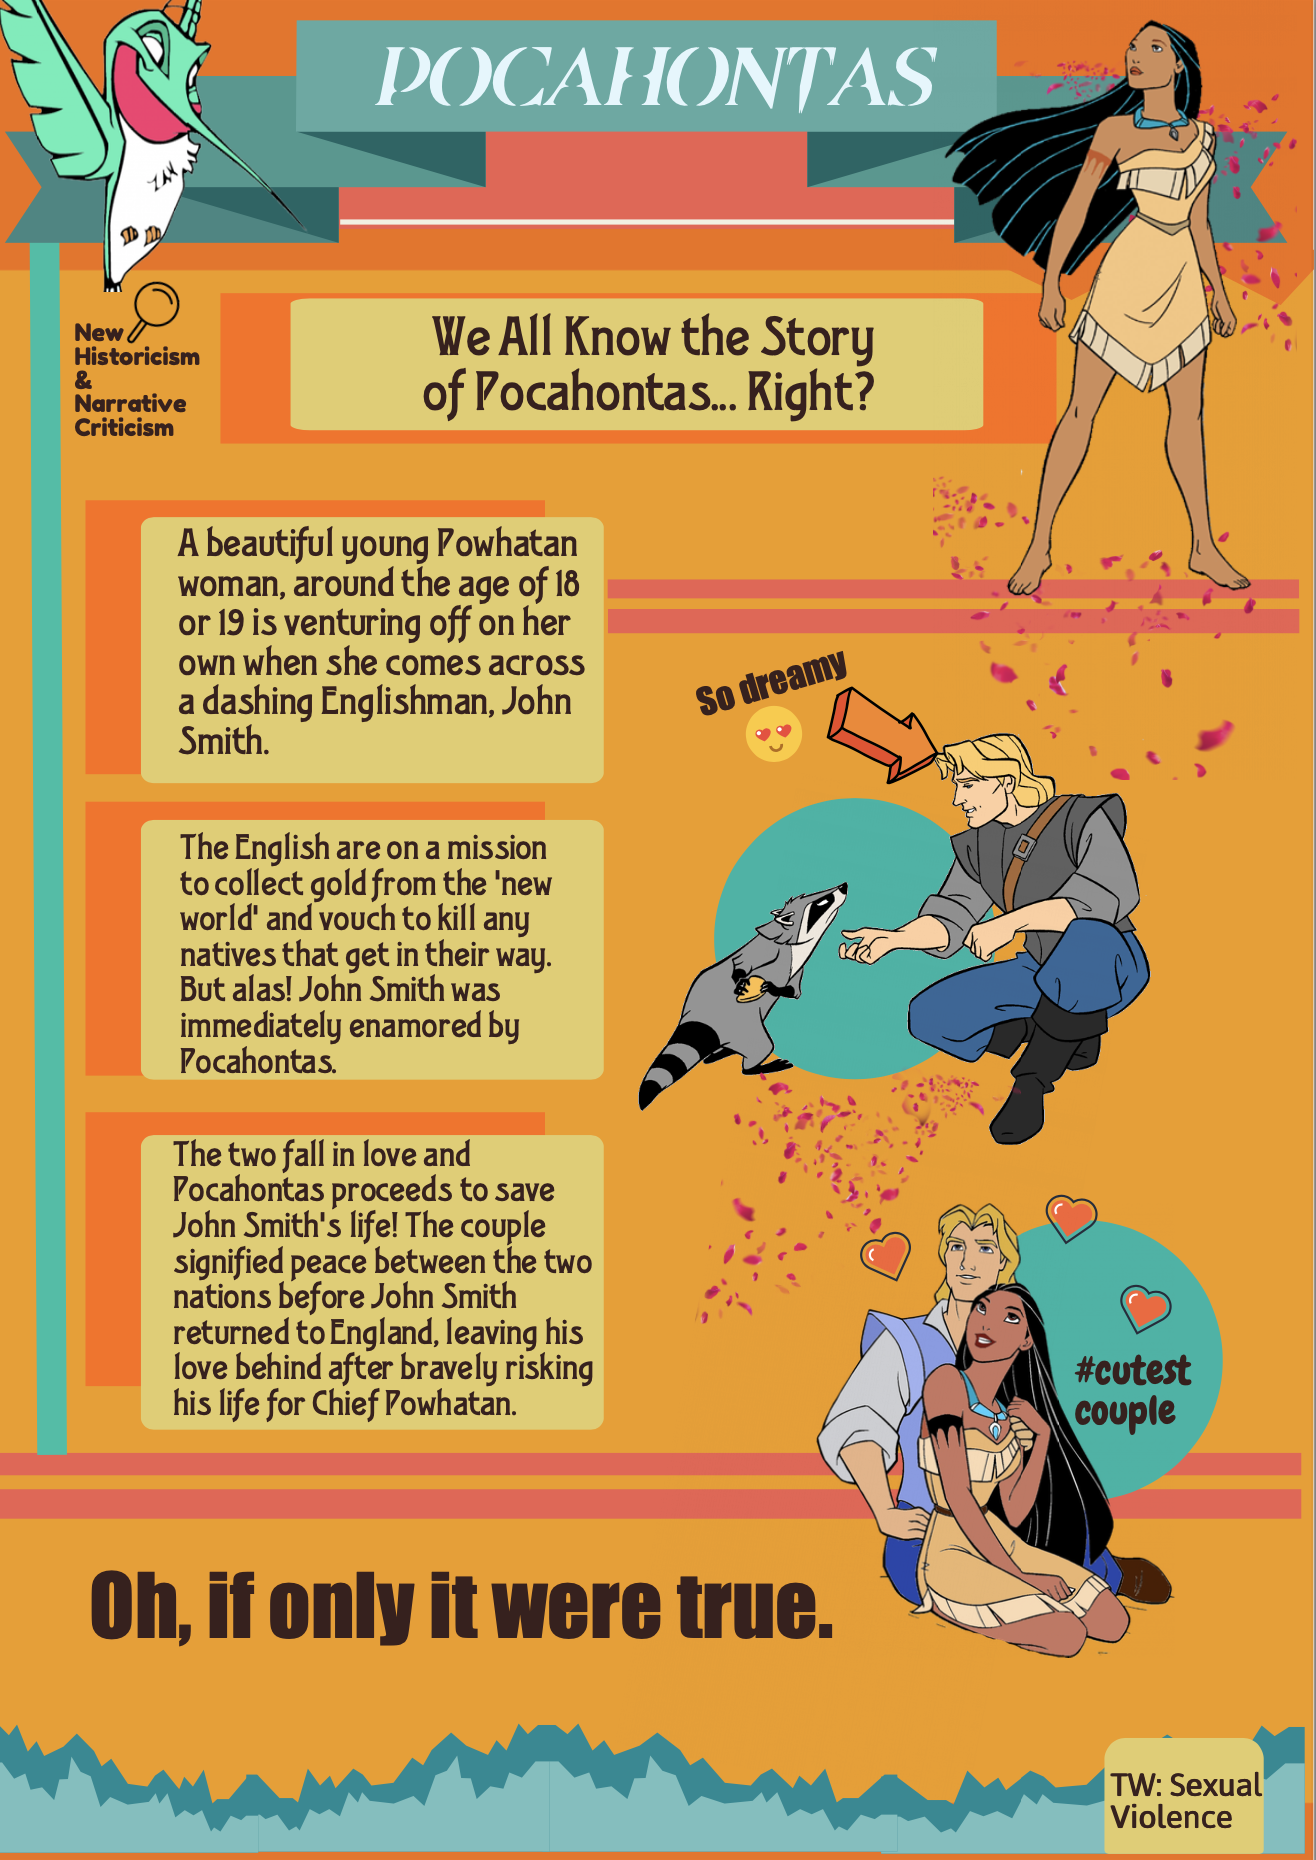 POCAHONTAS
New
Historicism
&
Narrative
Criticism
We All Know the Story
of Pocahontas... Right?
A beautiful young Powhatan
woman, around the age of 18
or 19 is venturing off on her
own when she comes across
a dashing Englishman, John
Smith.
So dreamy
The English are on a mission
to collect gold from the 'new
world' and vouch to kill any
natives that get in their way.
But alas! John Smith was
immediately enamored by
Pocahontas.
The two fall in love and
Pocahontas proceeds to save
John Smith's life! The couple
signified peace between the two
nations before John Smith
returned to England, leaving his
love behind after bravely risking
his life for Chief Powhatan.
#cutest
couple
Oh, if only it were true.
TW: Sexual
Violence